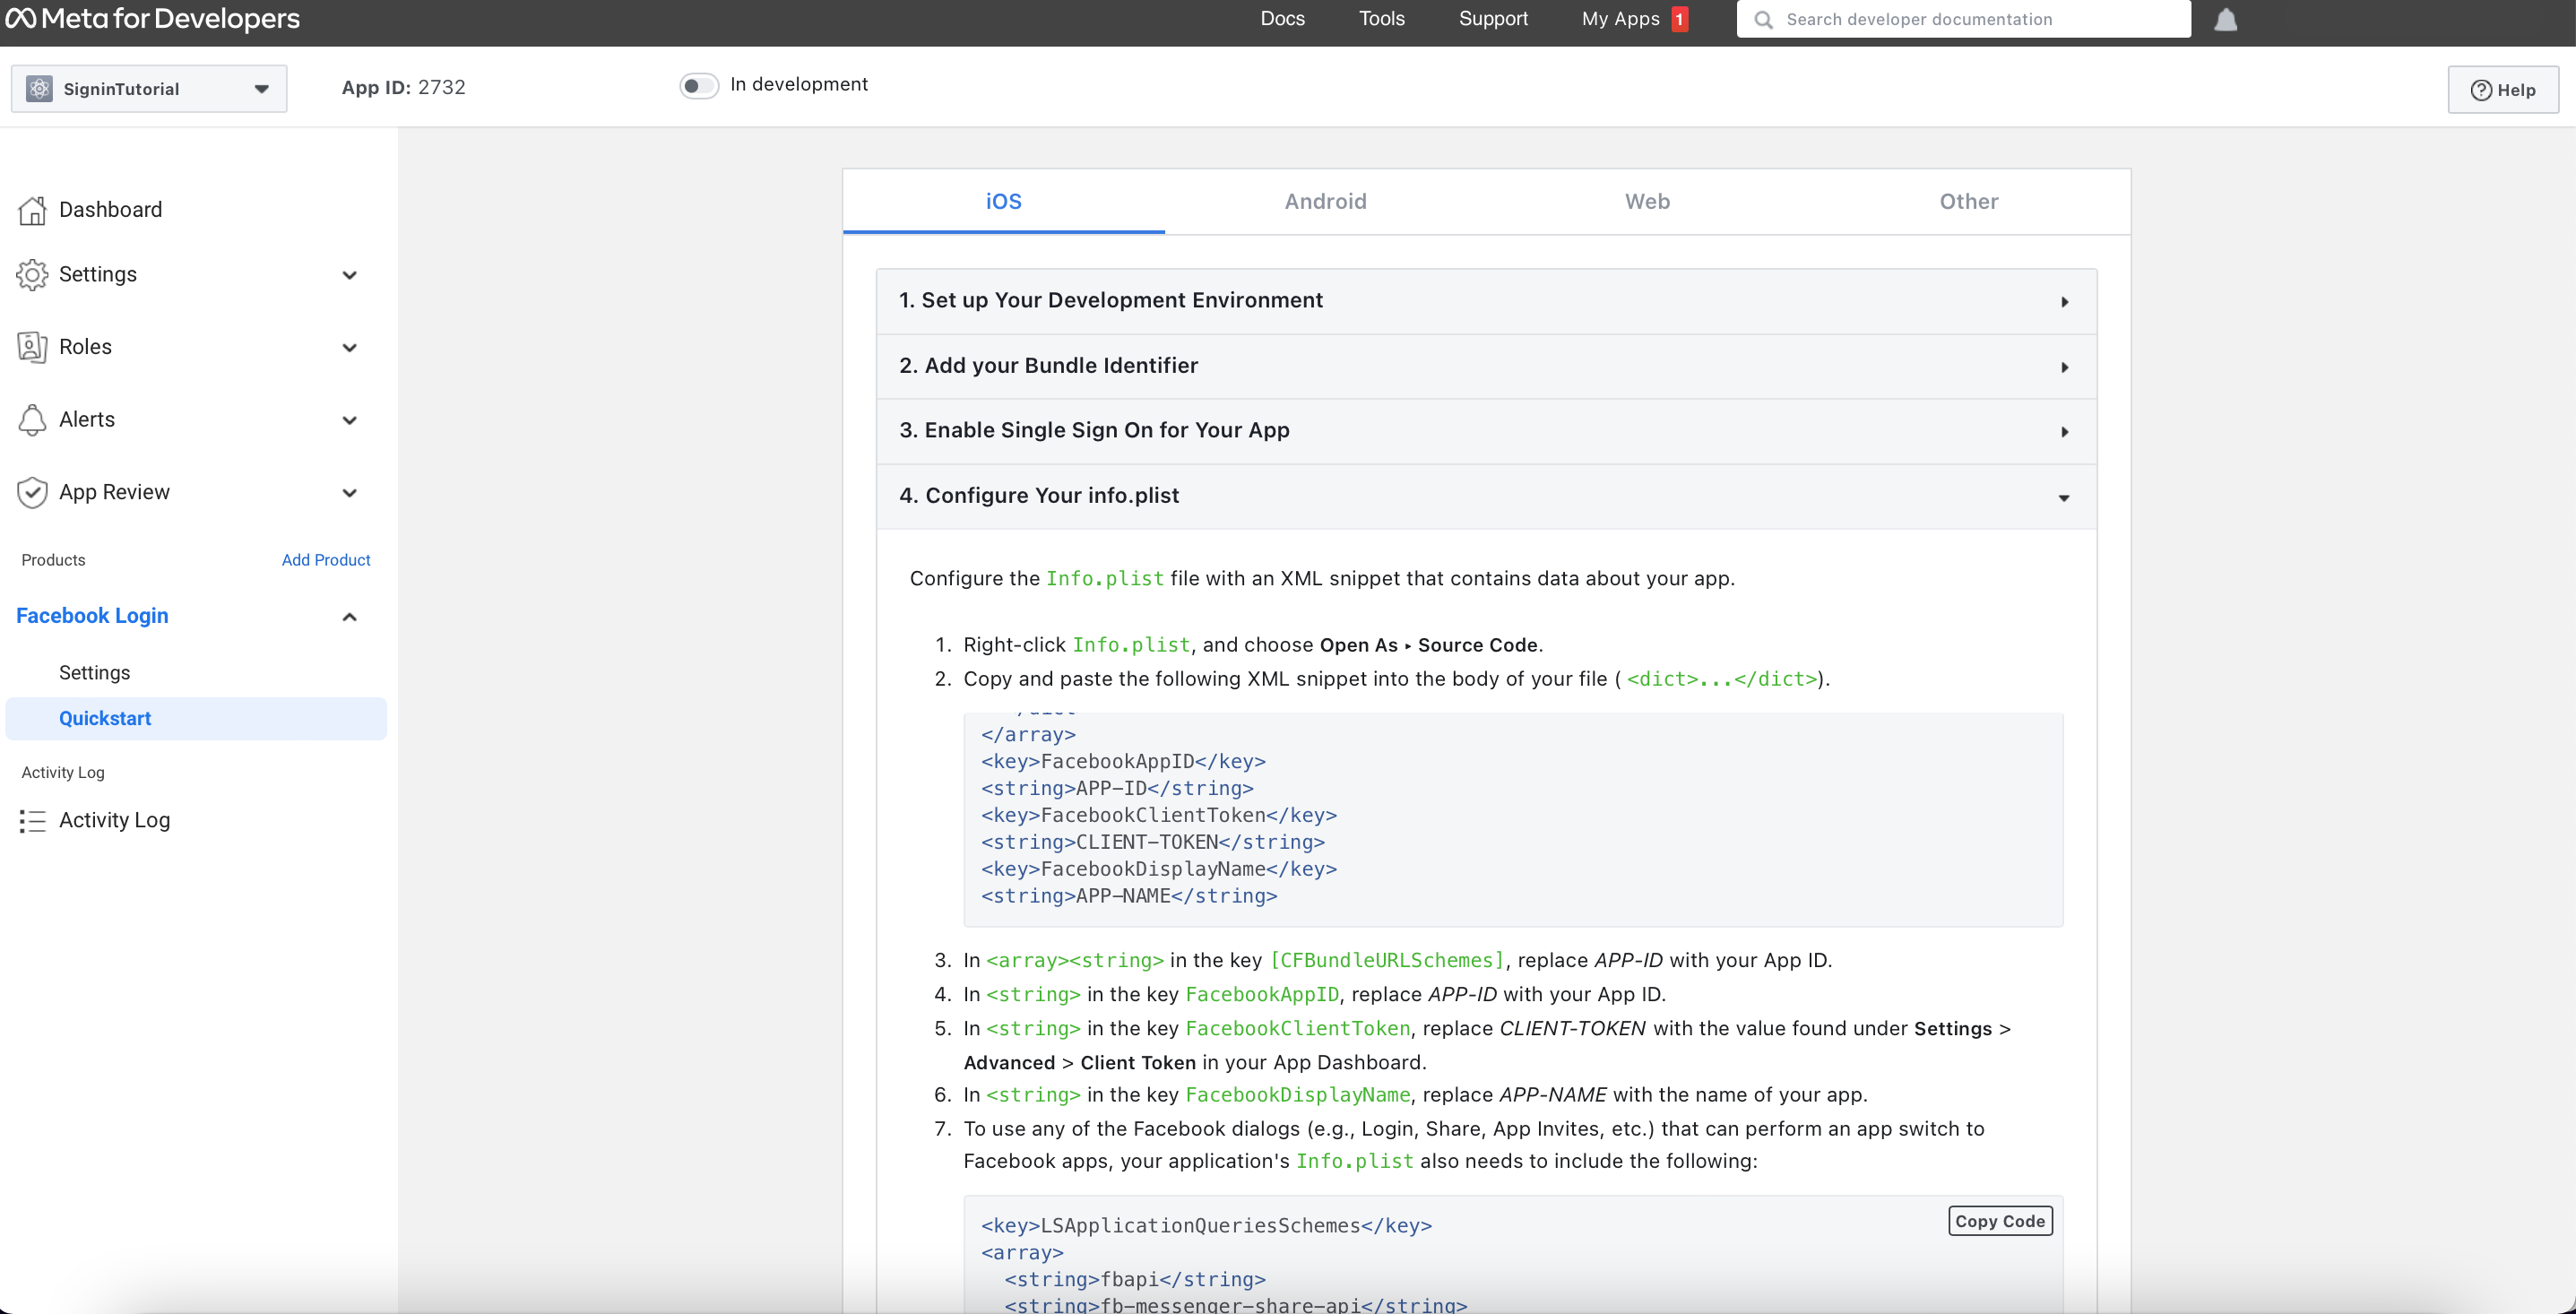 Meta for Developers
Docs
Tools
Support
My Apps 1
Search developer documentation
SigninTutorial
App ID: 2732
In development
Help
Dashboard
Settings
Roles
Alerts
App Review
Products
Add Product
Facebook Login
Settings
Quickstart
Activity Log
Activity Log
iOS
Android
Web
Other
1. Set up Your Development Environment
2. Add your Bundle Identifier
3. Enable Single Sign On for Your App
4. Configure Your info.plist
Configure the Info.plist file with an XML snippet that contains data about your app.
1. Right-click Info.plist, and choose Open As ▸ Source Code.
2. Copy and paste the following XML snippet into the body of your file ( <dict>...</dict>).
</array>
<key>FacebookAppID</key>
<string>APP-ID</string>
<key>FacebookClientToken</key>
<string>CLIENT-TOKEN</string>
<key>FacebookDisplayName</key>
<string>APP-NAME</string>
3. In <array><string> in the key [CFBundleURLSchemes], replace APP-ID with your App ID.
4. In <string> in the key FacebookAppID, replace APP-ID with your App ID.
5. In <string> in the key FacebookClientToken, replace CLIENT-TOKEN with the value found under Settings >
Advanced > Client Token in your App Dashboard.
6. In <string> in the key FacebookDisplayName, replace APP-NAME with the name of your app.
7. To use any of the Facebook dialogs (e.g., Login, Share, App Invites, etc.) that can perform an app switch to
Facebook apps, your application's Info.plist also needs to include the following:
Copy Code
<key>LSApplicationQueriesSchemes</key>
<array>
<string>fbapi</string>
<string>fb-messenger-share-api</string>